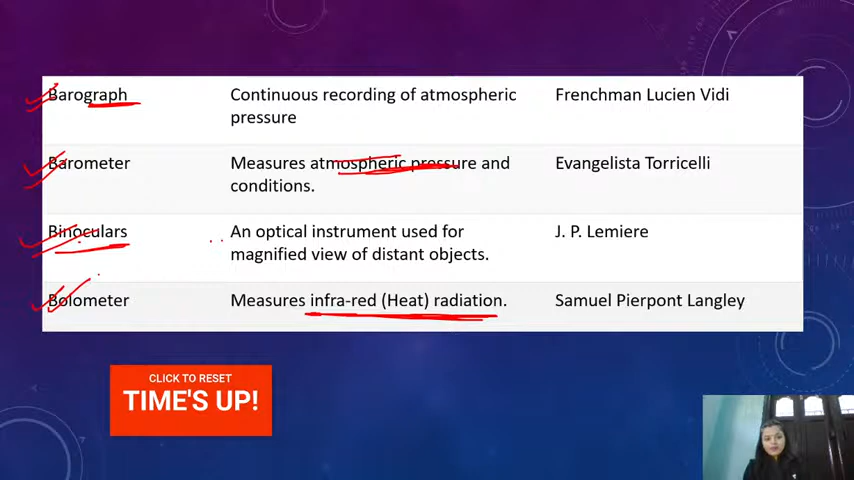 Barograph
Continuous recording of atmospheric
pressure
Frenchman Lucien Vidi
Barometer
Measures atmospheric pressure and
conditions.
Evangelista Torricelli
Binoculars
An optical instrument used for
magnified view of distant objects.
J. P. Lemiere
Bolometer
Measures infra-red (Heat) radiation.
Samuel Pierpont Langley
CLICK TO RESET
TIME'S UP!